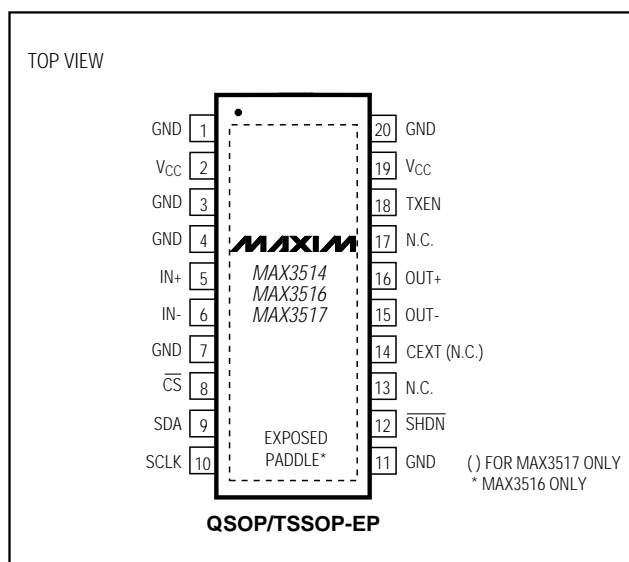 TOP VIEW
GND 1
VCC 2
GND 3
GND 4
IN+ 5
IN- 6
GND 7
C̅S̅ 8
SDA 9
SCLK 10
MAXIM
MAX3514
MAX3516
MAX3517
EXPOSED
PADDLE*
20 GND
19 VCC
18 TXEN
17 N.C.
16 OUT+
15 OUT-
14 CEXT (N.C.)
13 N.C.
12 S̅H̅D̅N̅
11 GND
( ) FOR MAX3517 ONLY
* MAX3516 ONLY
QSOP/TSSOP-EP